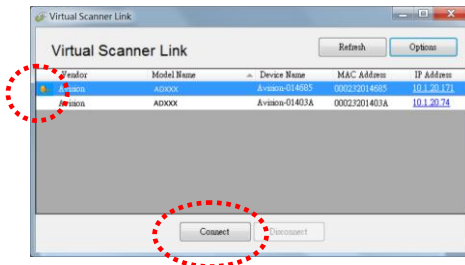 Virtual Scanner Link
Virtual Scanner Link Refresh Options
Vendor Model Name Device Name MAC Address IP Address
Avision ADXXX Avision-014685 000232014685 10.1.20.171
Avision ADXXX Avision-01403A 00023201403A 10.1.20.74
Connect Disconnect